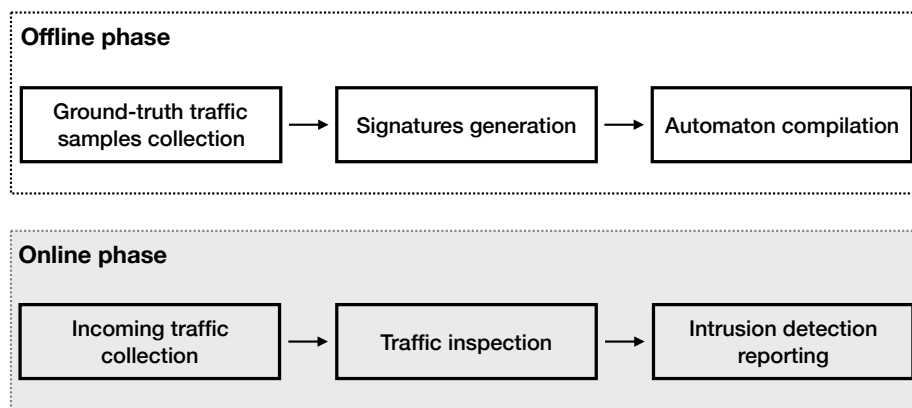 Offline phase
Ground-truth traffic
samples collection
Signatures generation
Automaton compilation
Online phase
Incoming traffic
collection
Traffic inspection
Intrusion detection
reporting